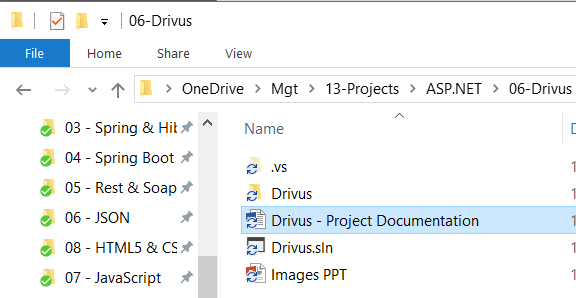 06-Drivus
File Home Share View
OneDrive > Mgt > 13-Projects > ASP.NET > 06-Drivus
03 - Spring & Hib
04 - Spring Boot
05 - Rest & Soap
06 - JSON
08 - HTML5 & CS
07 - JavaScript
Name
.vs
Drivus
Drivus - Project Documentation
Drivus.sln
Images PPT